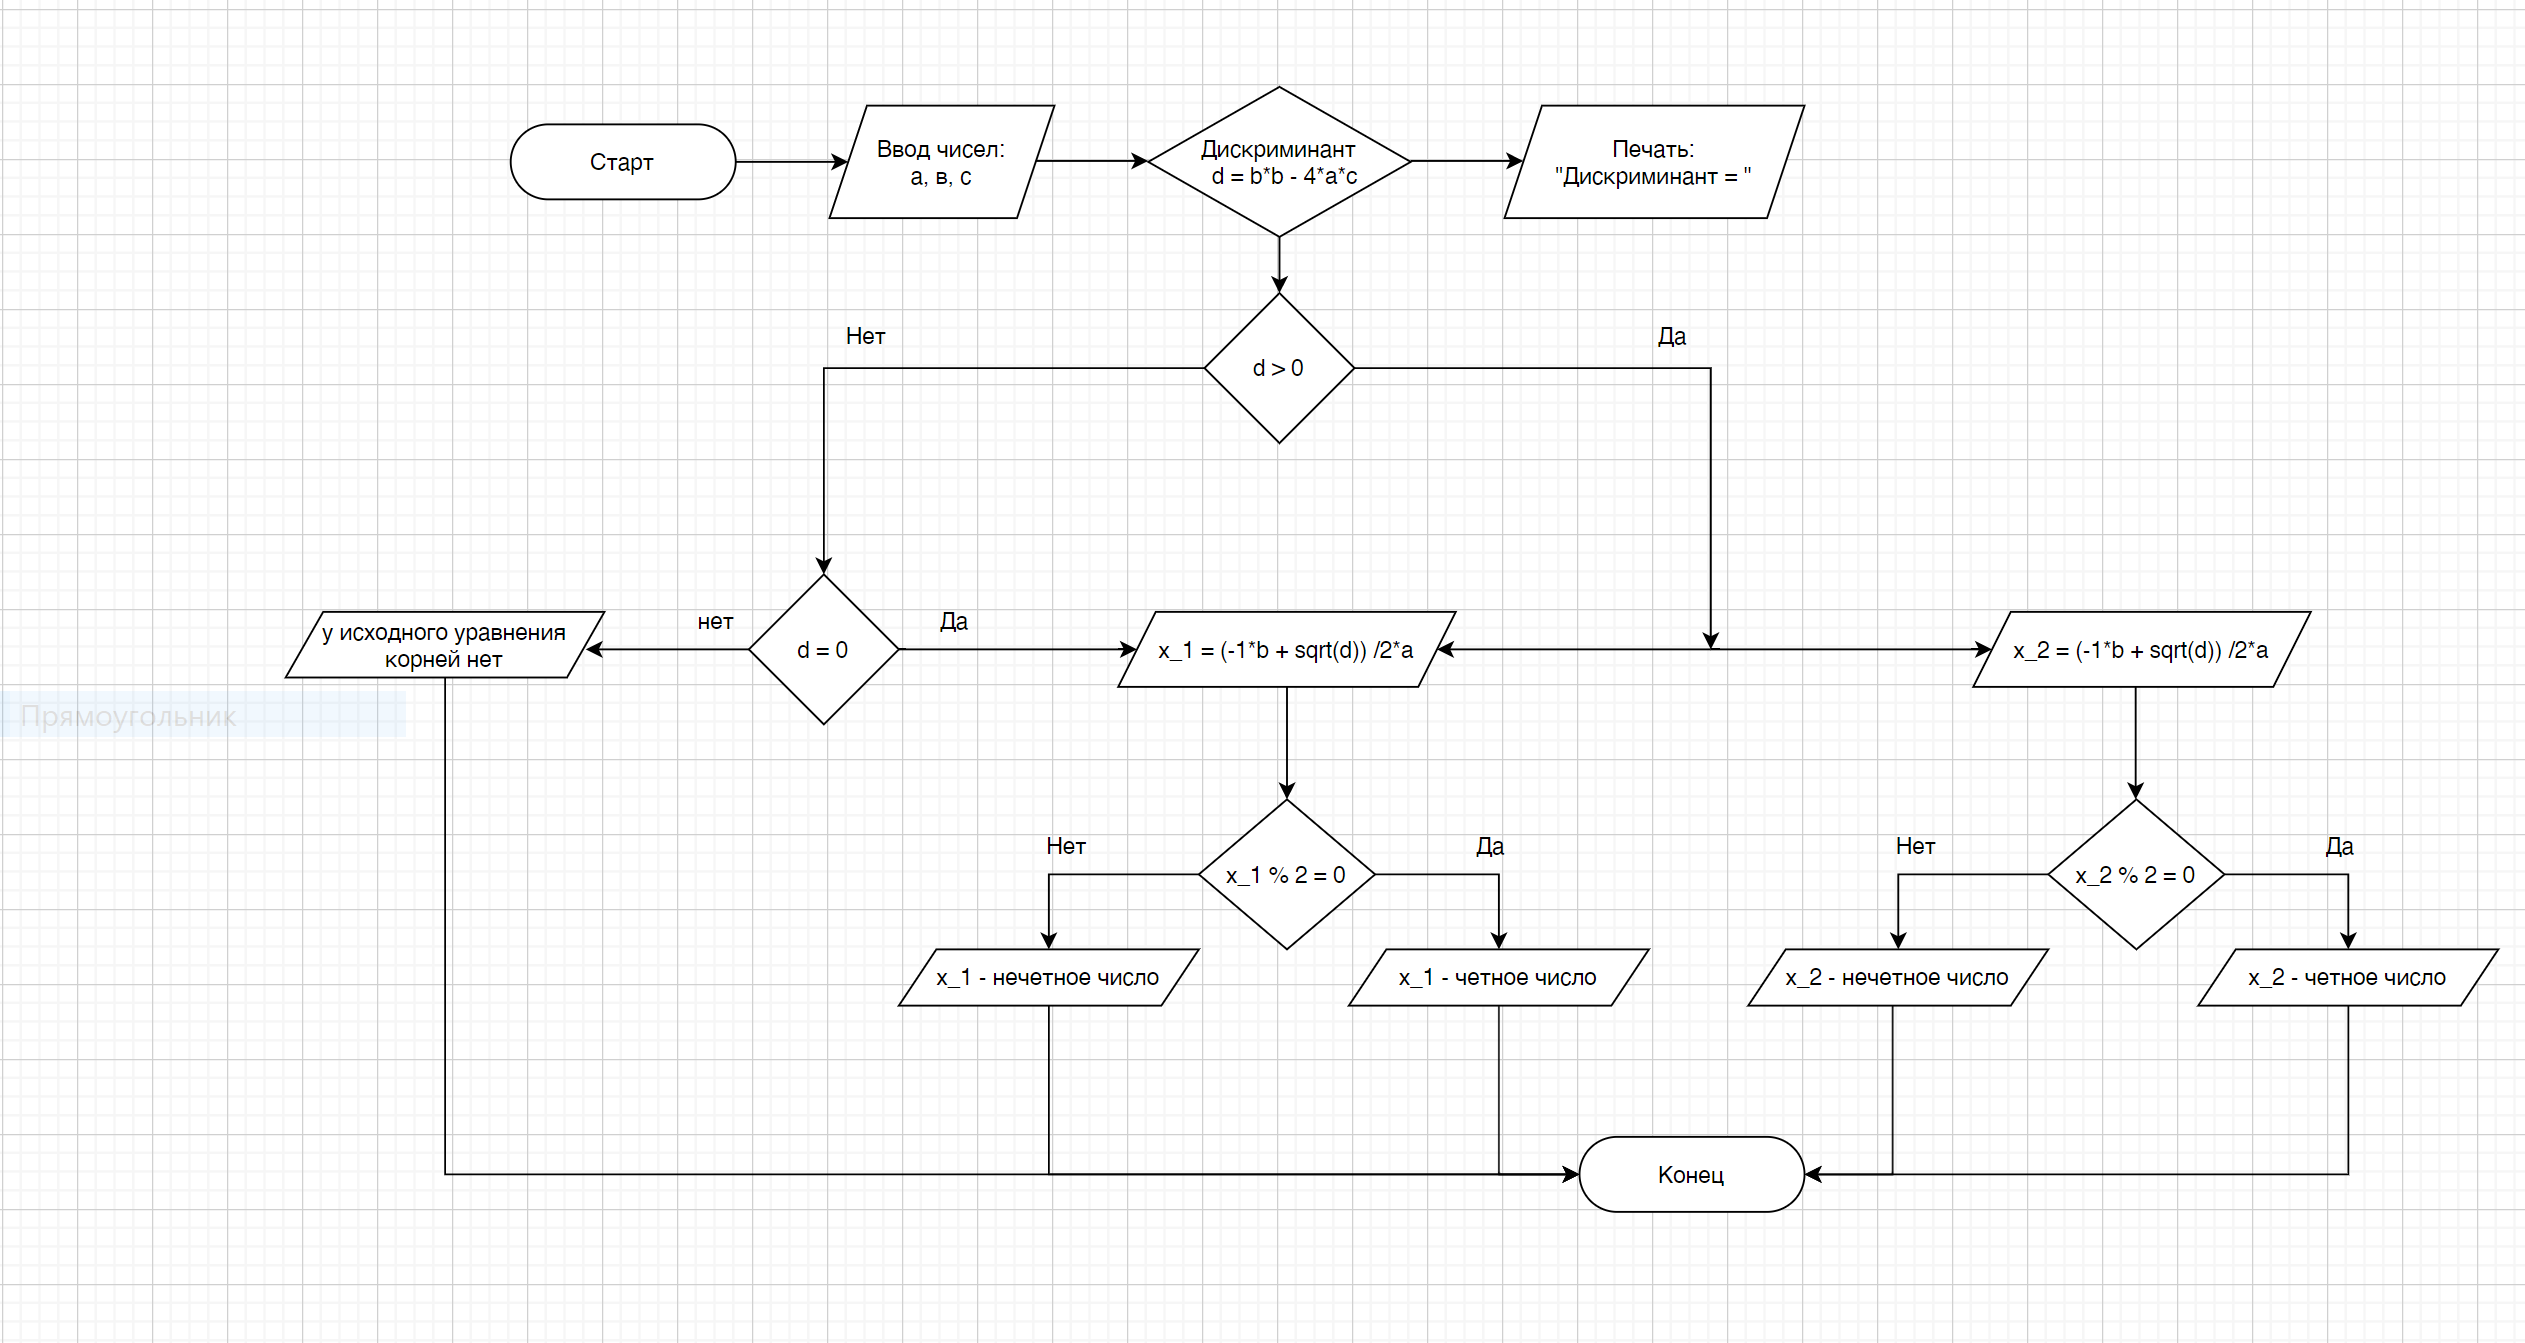 Старт
Ввод чисел:
а, в, с
Дискриминант
d = b*b - 4*a*c
Печать:
"Дискриминант = "
Нет
Да
d > 0
у исходного уравнения
корней нет
нет
d = 0
Да
x_1 = (-1*b + sqrt(d)) /2*a
x_2 = (-1*b + sqrt(d)) /2*a
Прямоугольник
Нет
x_1 % 2 = 0
Да
Нет
x_2 % 2 = 0
Да
x_1 - нечетное число
x_1 - четное число
x_2 - нечетное число
x_2 - четное число
Конец